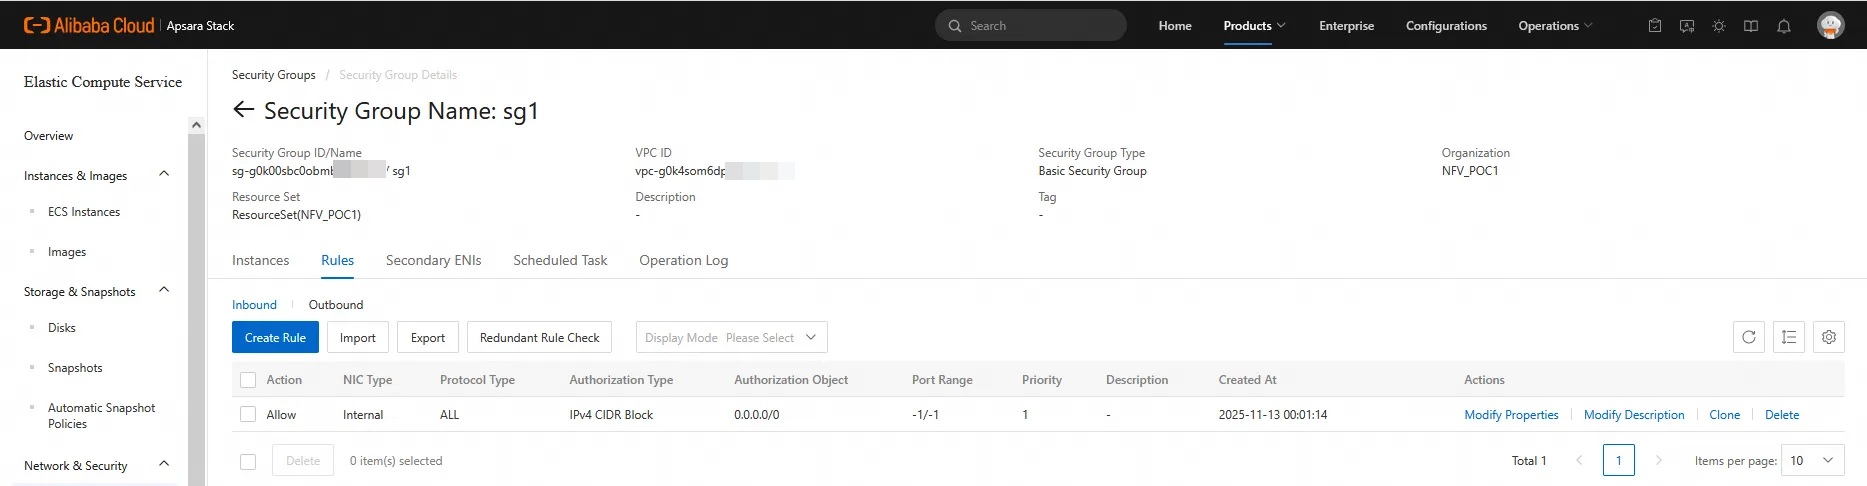 Alibaba Cloud | Apsara Stack
Search
Home
Products
Enterprise
Configurations
Operations
Elastic Compute Service
Overview
Instances & Images
ECS Instances
Images
Storage & Snapshots
Disks
Snapshots
Automatic Snapshot
Policies
Network & Security
Security Groups / Security Group Details
Security Group Name: sg1
Security Group ID/Name
sg-g0k00sbc0obm / sg1
VPC ID
vpc-g0k4som6dp
Security Group Type
Basic Security Group
Organization
NFV_POC1
Resource Set
ResourceSet(NFV_POC1)
Description
-
Tag
-
Instances Rules Secondary ENIs Scheduled Task Operation Log
Inbound Outbound
Create Rule Import Export Redundant Rule Check Display Mode Please Select
Action NIC Type Protocol Type Authorization Type Authorization Object Port Range Priority Description Created At Actions
Allow Internal ALL IPv4 CIDR Block 0.0.0.0/0 -1/-1 1 - 2025-11-13 00:01:14 Modify Properties Modify Description Clone Delete
Delete 0 item(s) selected Total 1 1 Items per page: 10